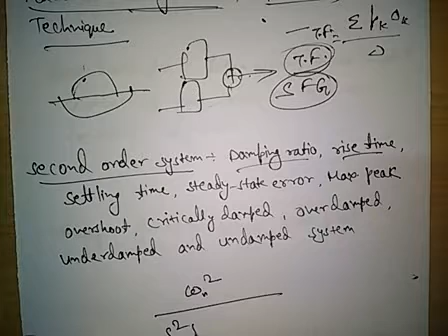 Technique
T.F. = Σ Pk Δk
Δ
T.F.
SFG
second order system :- Damping ratio, rise time,
settling time, steady-state error, Max peak
overshoot, critically damped, overdamped,
underdamped and undamped system
ωn²